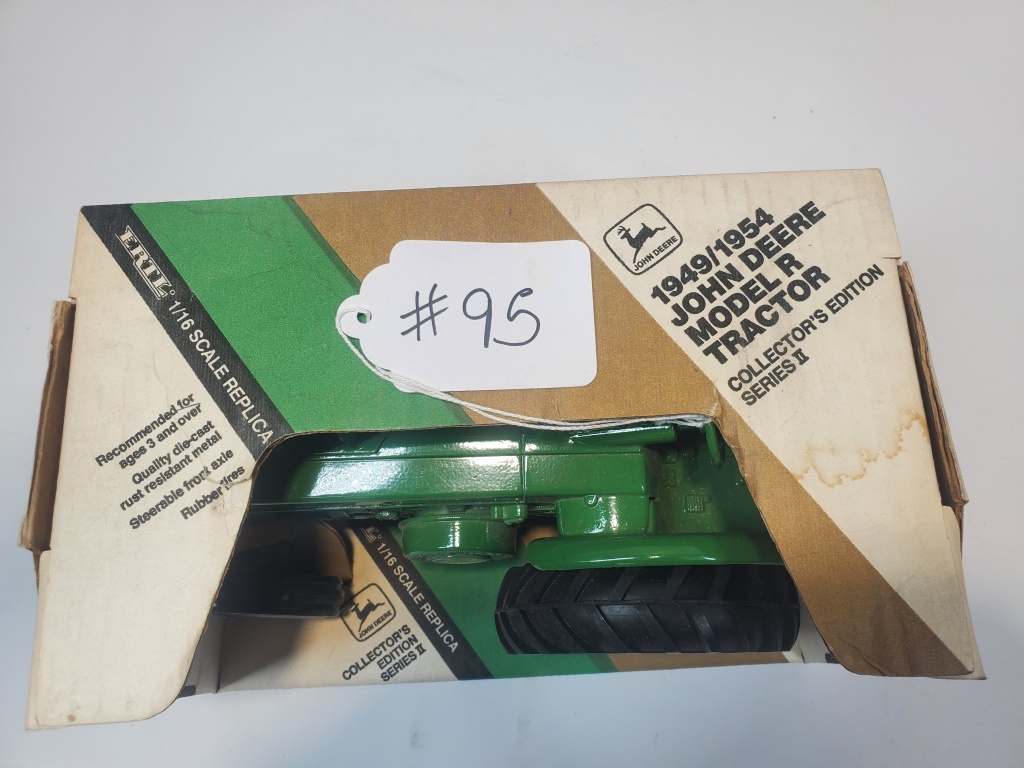 ERTL® 1/16 SCALE REPLICA
Recommended for
ages 3 and over
Quality die-cast
rust resistant metal
Steerable front axle
Rubber tires
#95
JOHN DEERE
1949/1954
JOHN DEERE
MODEL R
TRACTOR
COLLECTOR'S EDITION
SERIES II
1/16 SCALE REPLICA
JOHN DEERE
COLLECTOR'S
EDITION
SERIES II